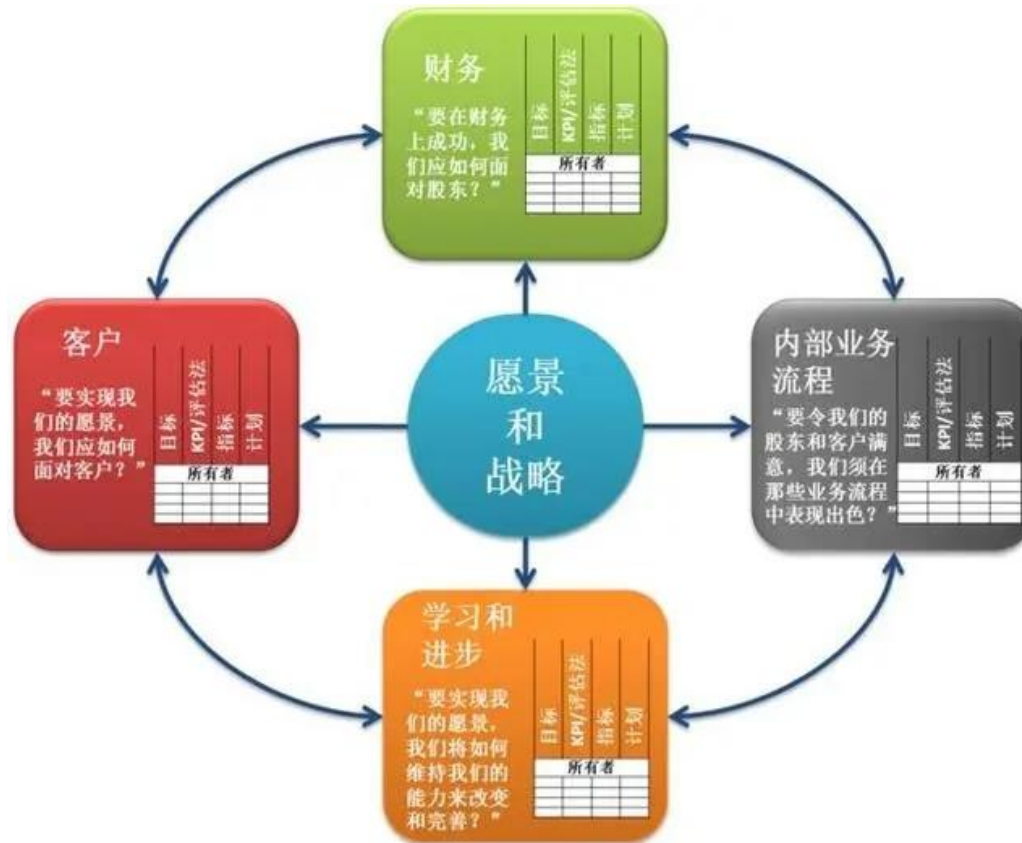 财务
“要在财务
上成功，我
们应如何面
对股东？”
目标
KPI/评估法
指标
计划
所有者
客户
“要实现我
们的愿景，
我们应如何
面对客户？”
目标
KPI/评估法
指标
计划
所有者
愿景
和
战略
内部业务
流程
“要令我们的
股东和客户满
意，我们须在
那些业务流程
中表现出色？”
目标
KPI/评估法
指标
计划
所有者
学习和
进步
“要实现我
们的愿景，
我们将如何
维持我们的
能力来改变
和完善？”
目标
KPI/评估法
指标
计划
所有者